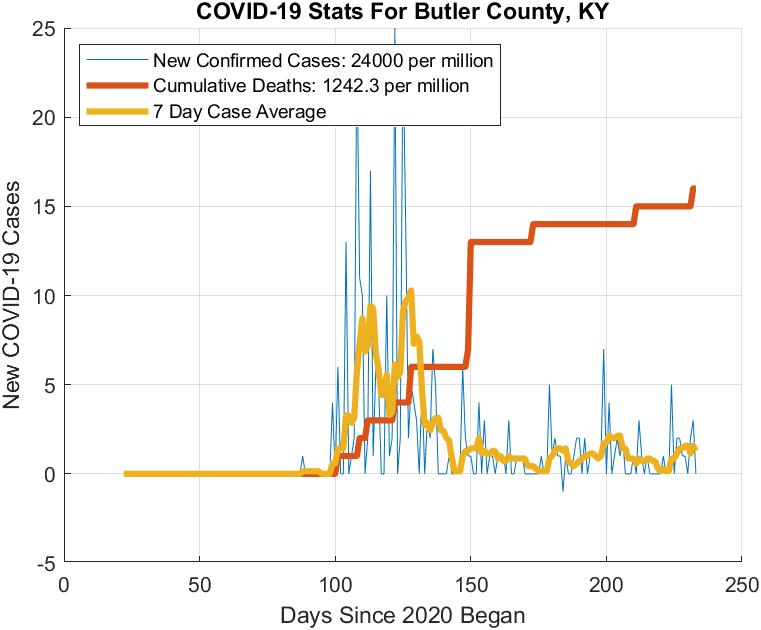 COVID-19 Stats For Butler County, KY
New Confirmed Cases: 24000 per million
Cumulative Deaths: 1242.3 per million
7 Day Case Average
New COVID-19 Cases
25
20
15
10
5
0
-5
0 50 100 150 200 250
Days Since 2020 Began